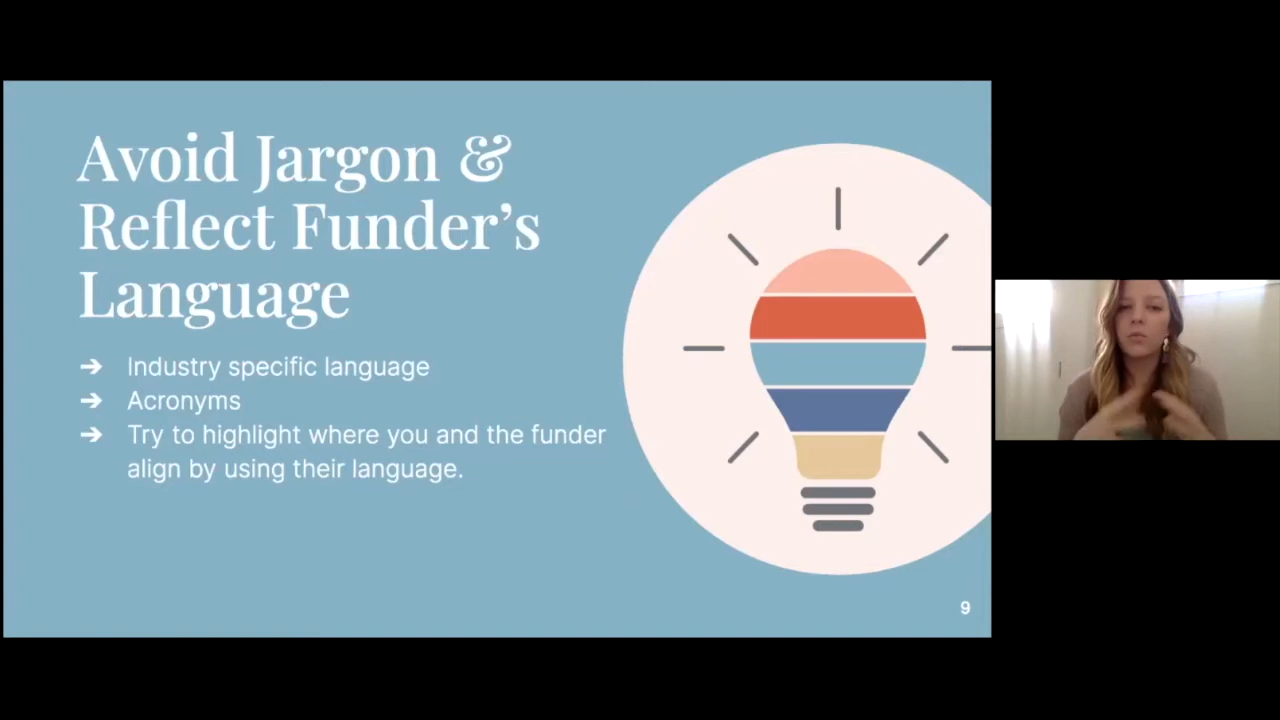 Avoid Jargon &
Reflect Funder's
Language
➔ Industry specific language
➔ Acronyms
➔ Try to highlight where you and the funder
align by using their language.
9